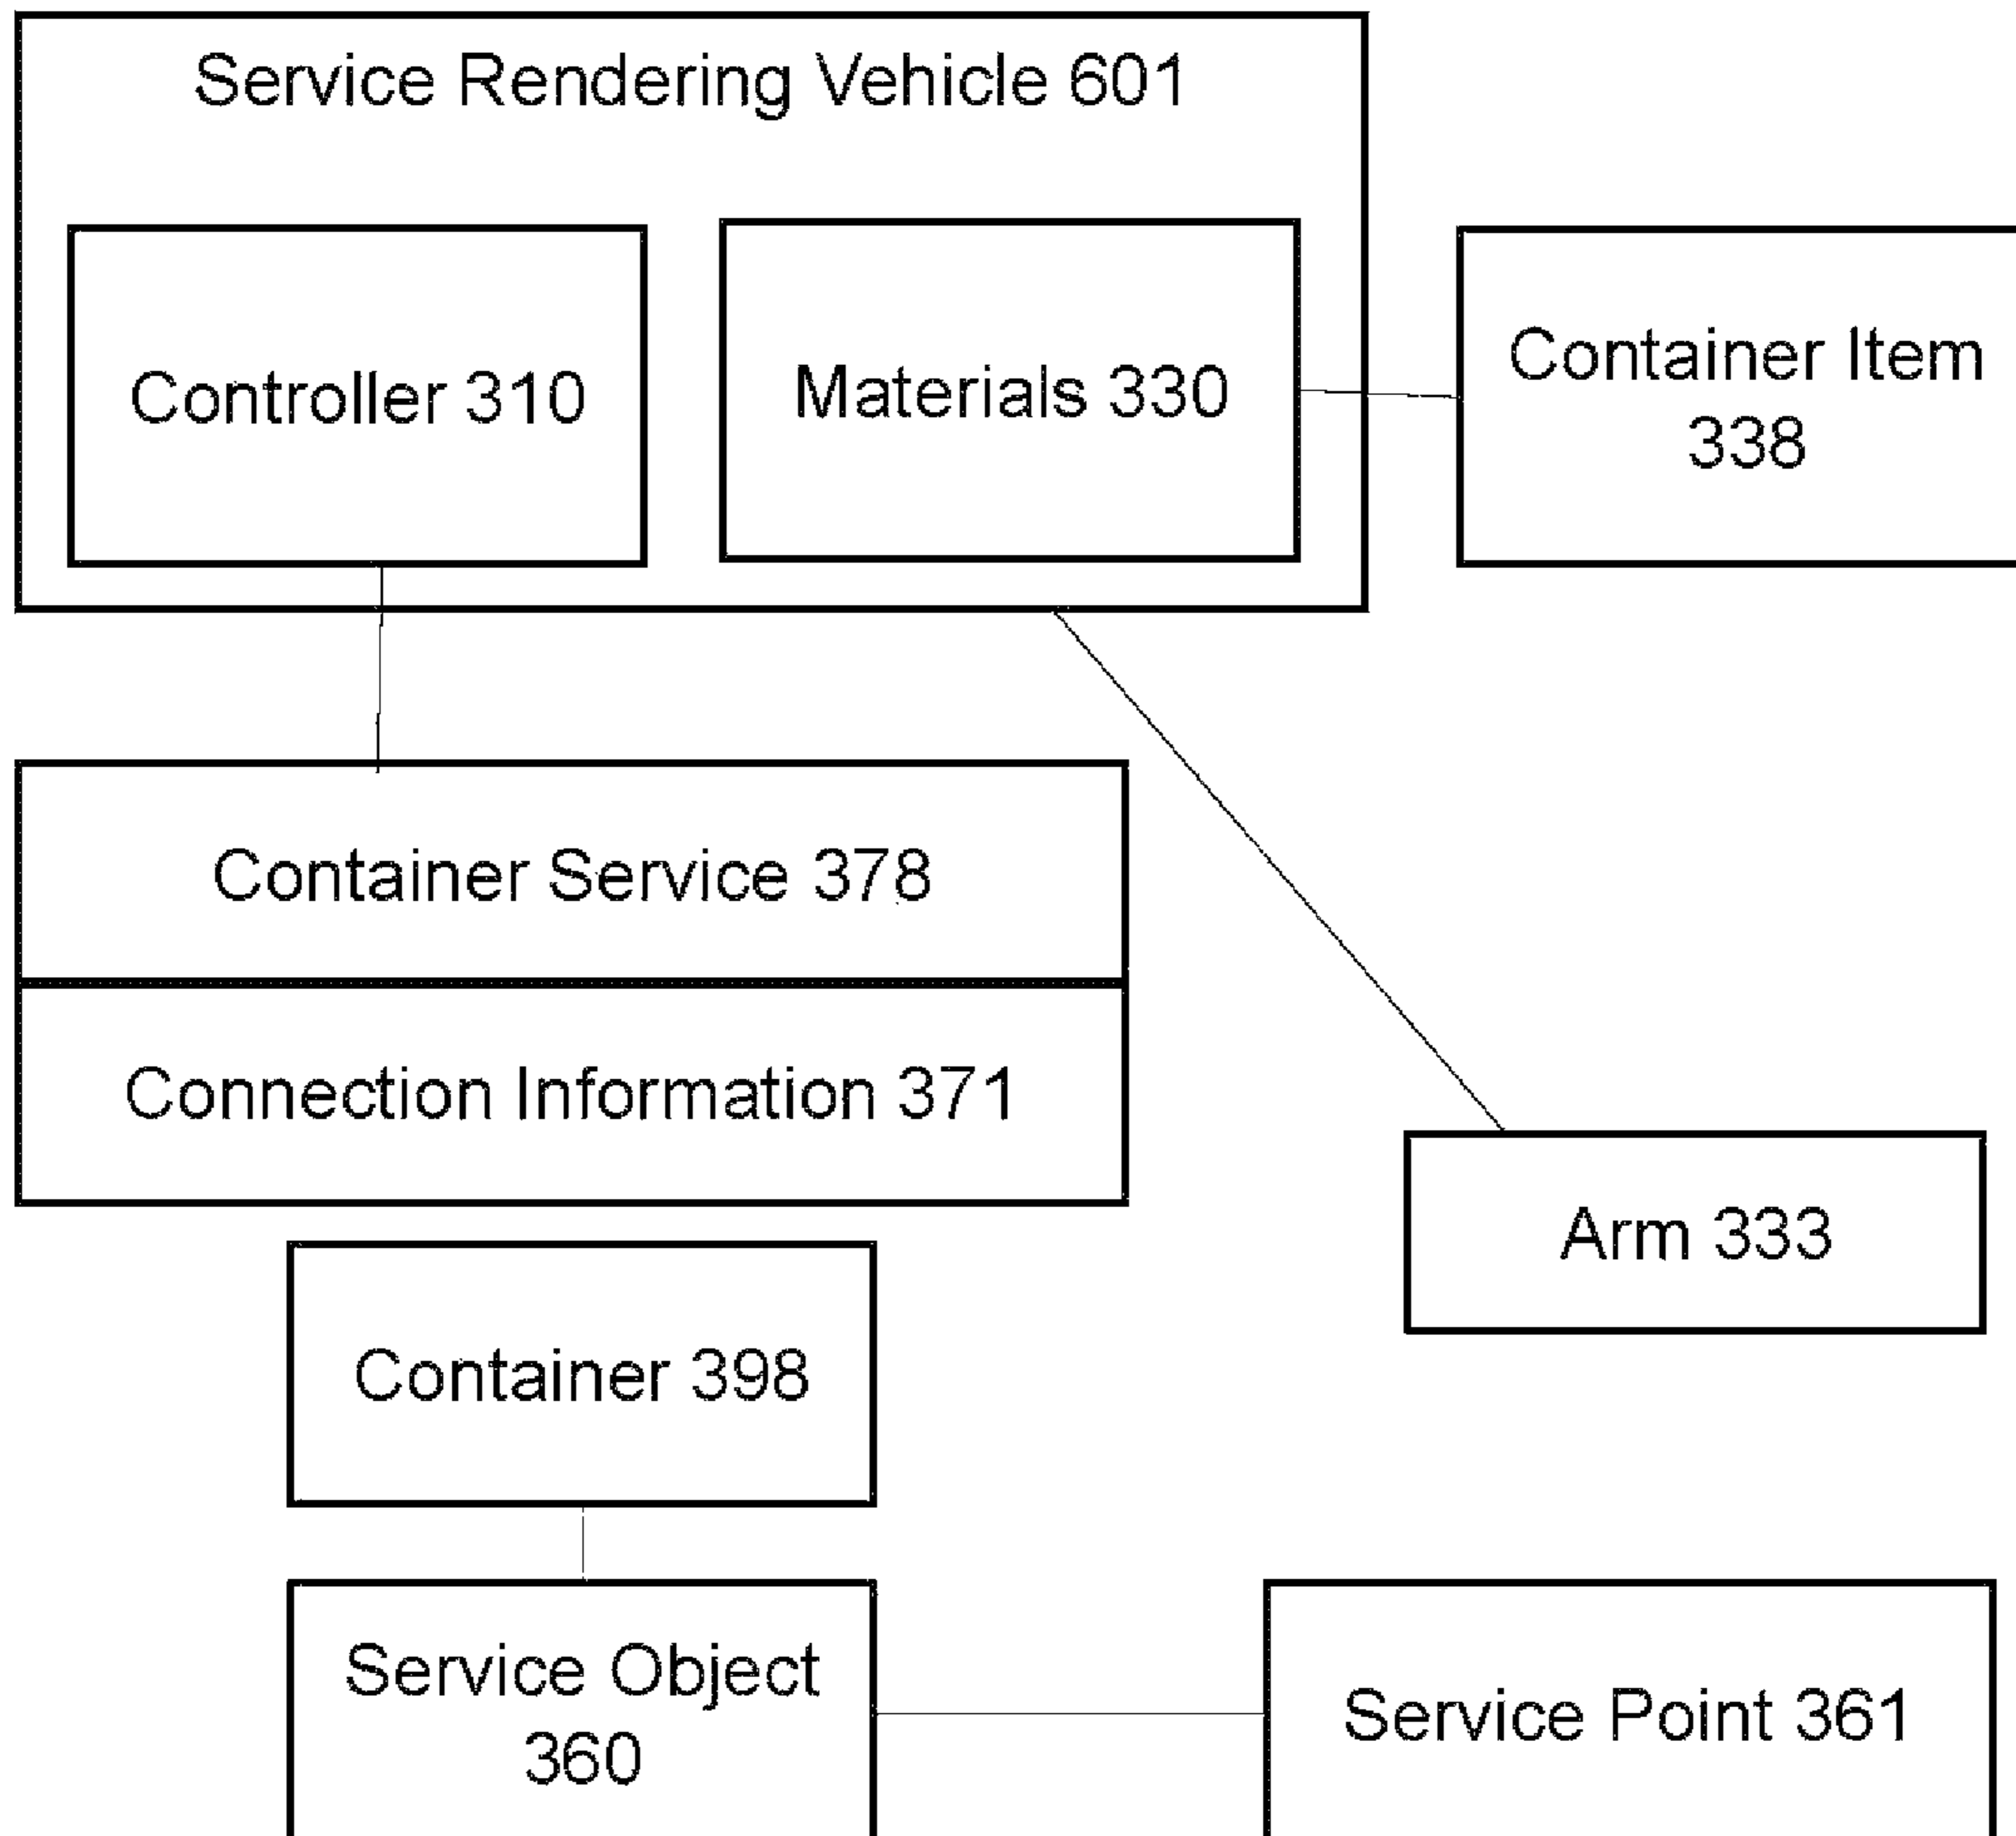 Service Rendering Vehicle 601
Controller 310
Materials 330
Container Item
338
Container Service 378
Connection Information 371
Arm 333
Container 398
Service Object
360
Service Point 361